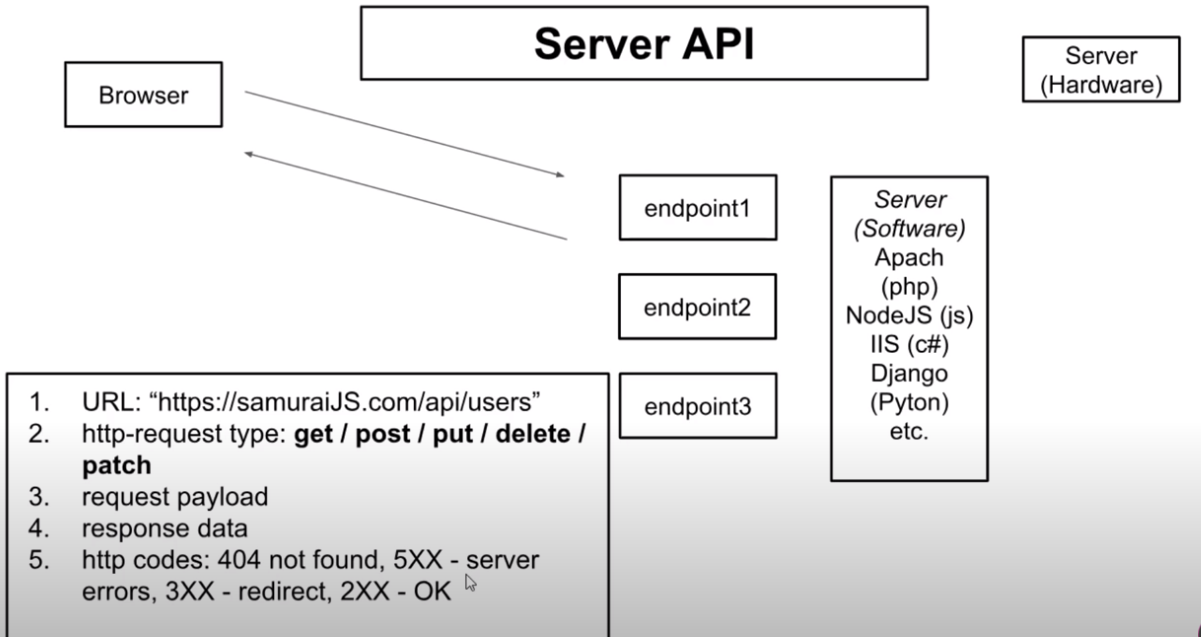 Server API
Browser
Server
(Hardware)
endpoint1
endpoint2
endpoint3
Server
(Software)
Apach
(php)
NodeJS (js)
IIS (c#)
Django
(Pyton)
etc.
1. URL: “https://samuraiJS.com/api/users”
2. http-request type: get / post / put / delete /
patch
3. request payload
4. response data
5. http codes: 404 not found, 5XX - server
errors, 3XX - redirect, 2XX - OK